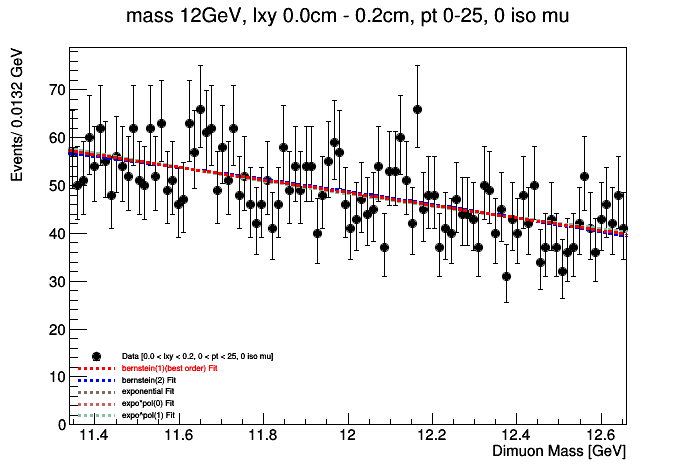 mass 12GeV, lxy 0.0cm - 0.2cm, pt 0-25, 0 iso mu
Events/ 0.0132 GeV
70
60
50
40
30
20
10
0
Data [0.0 < lxy < 0.2, 0 < pt < 25, 0 iso mu]
bernstein(1)(best order) Fit
bernstein(2) Fit
exponential Fit
expo*pol(0) Fit
expo*pol(1) Fit
11.4 11.6 11.8 12 12.2 12.4 12.6
Dimuon Mass [GeV]